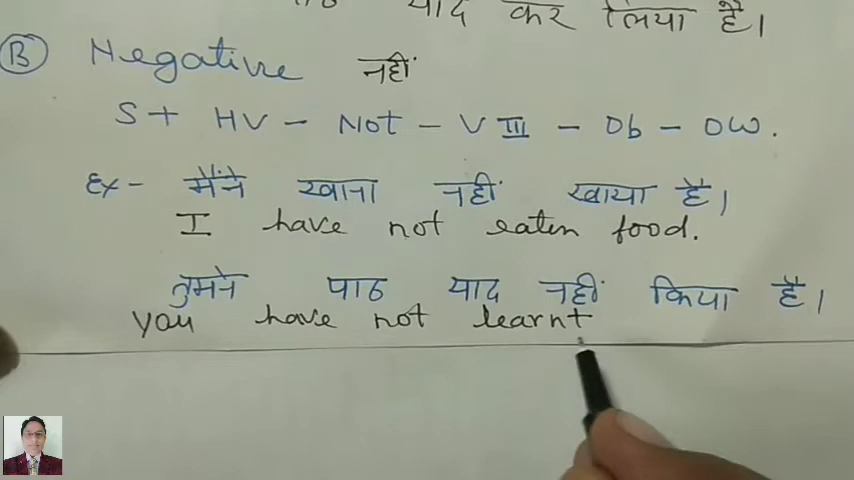 याद कर लिया है।
B Negative नहीं
S + HV - Not - V III - Ob - OW.
Ex - मैंने खाना नहीं खाया है।
I have not eaten food.
तुमने पाठ याद नहीं किया है।
you have not learnt